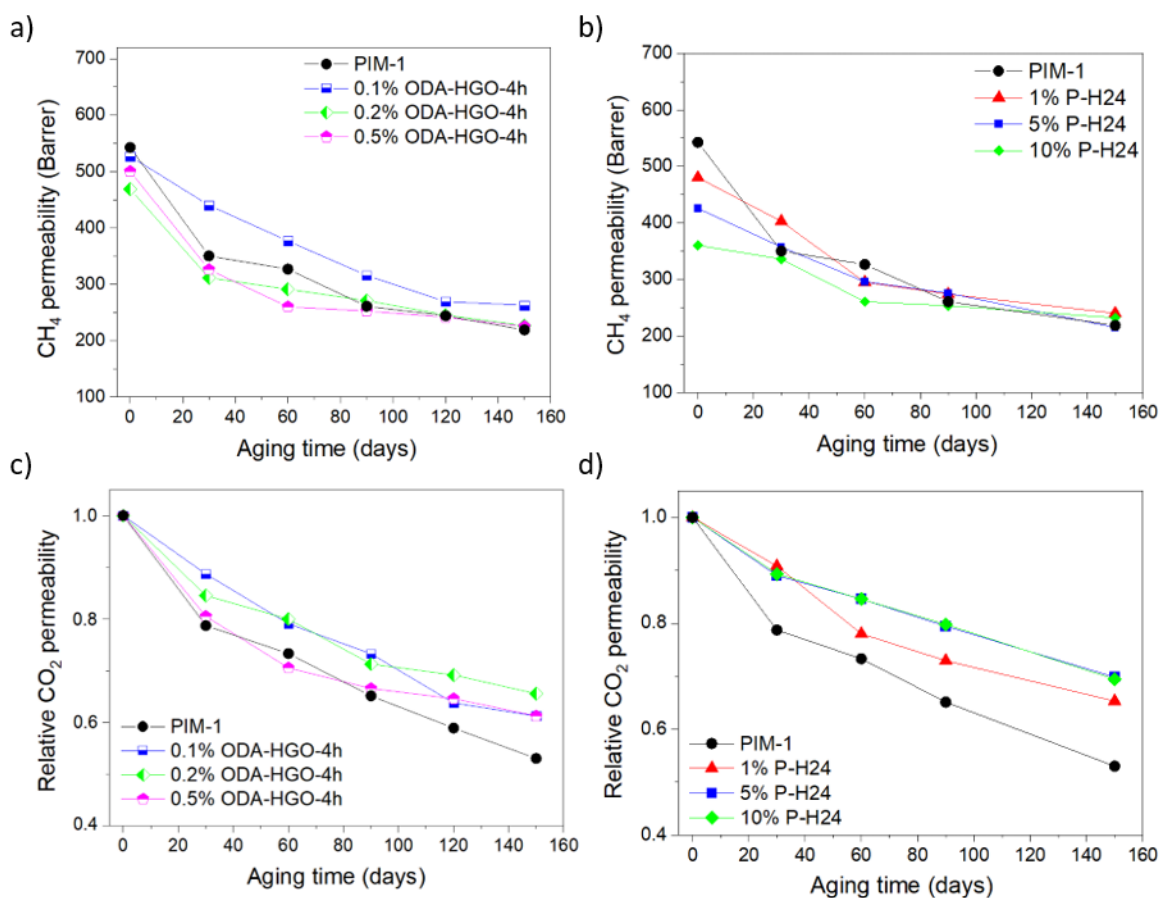 a)
700
600
500
400
300
200
100
CH₄ permeability (Barrer)
PIM-1
0.1% ODA-HGO-4h
0.2% ODA-HGO-4h
0.5% ODA-HGO-4h
0 20 40 60 80 100 120 140 160
Aging time (days)
b)
700
600
500
400
300
200
100
CH₄ permeability (Barrer)
PIM-1
1% P-H24
5% P-H24
10% P-H24
0 20 40 60 80 100 120 140 160
Aging time (days)
c)
1.0
0.8
0.6
0.4
Relative CO₂ permeability
PIM-1
0.1% ODA-HGO-4h
0.2% ODA-HGO-4h
0.5% ODA-HGO-4h
0 20 40 60 80 100 120 140 160
Aging time (days)
d)
1.0
0.8
0.6
0.4
Relative CO₂ permeability
PIM-1
1% P-H24
5% P-H24
10% P-H24
0 20 40 60 80 100 120 140 160
Aging time (days)